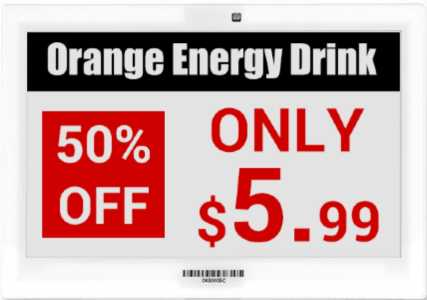 Orange Energy Drink
50%
OFF
ONLY
$5.99